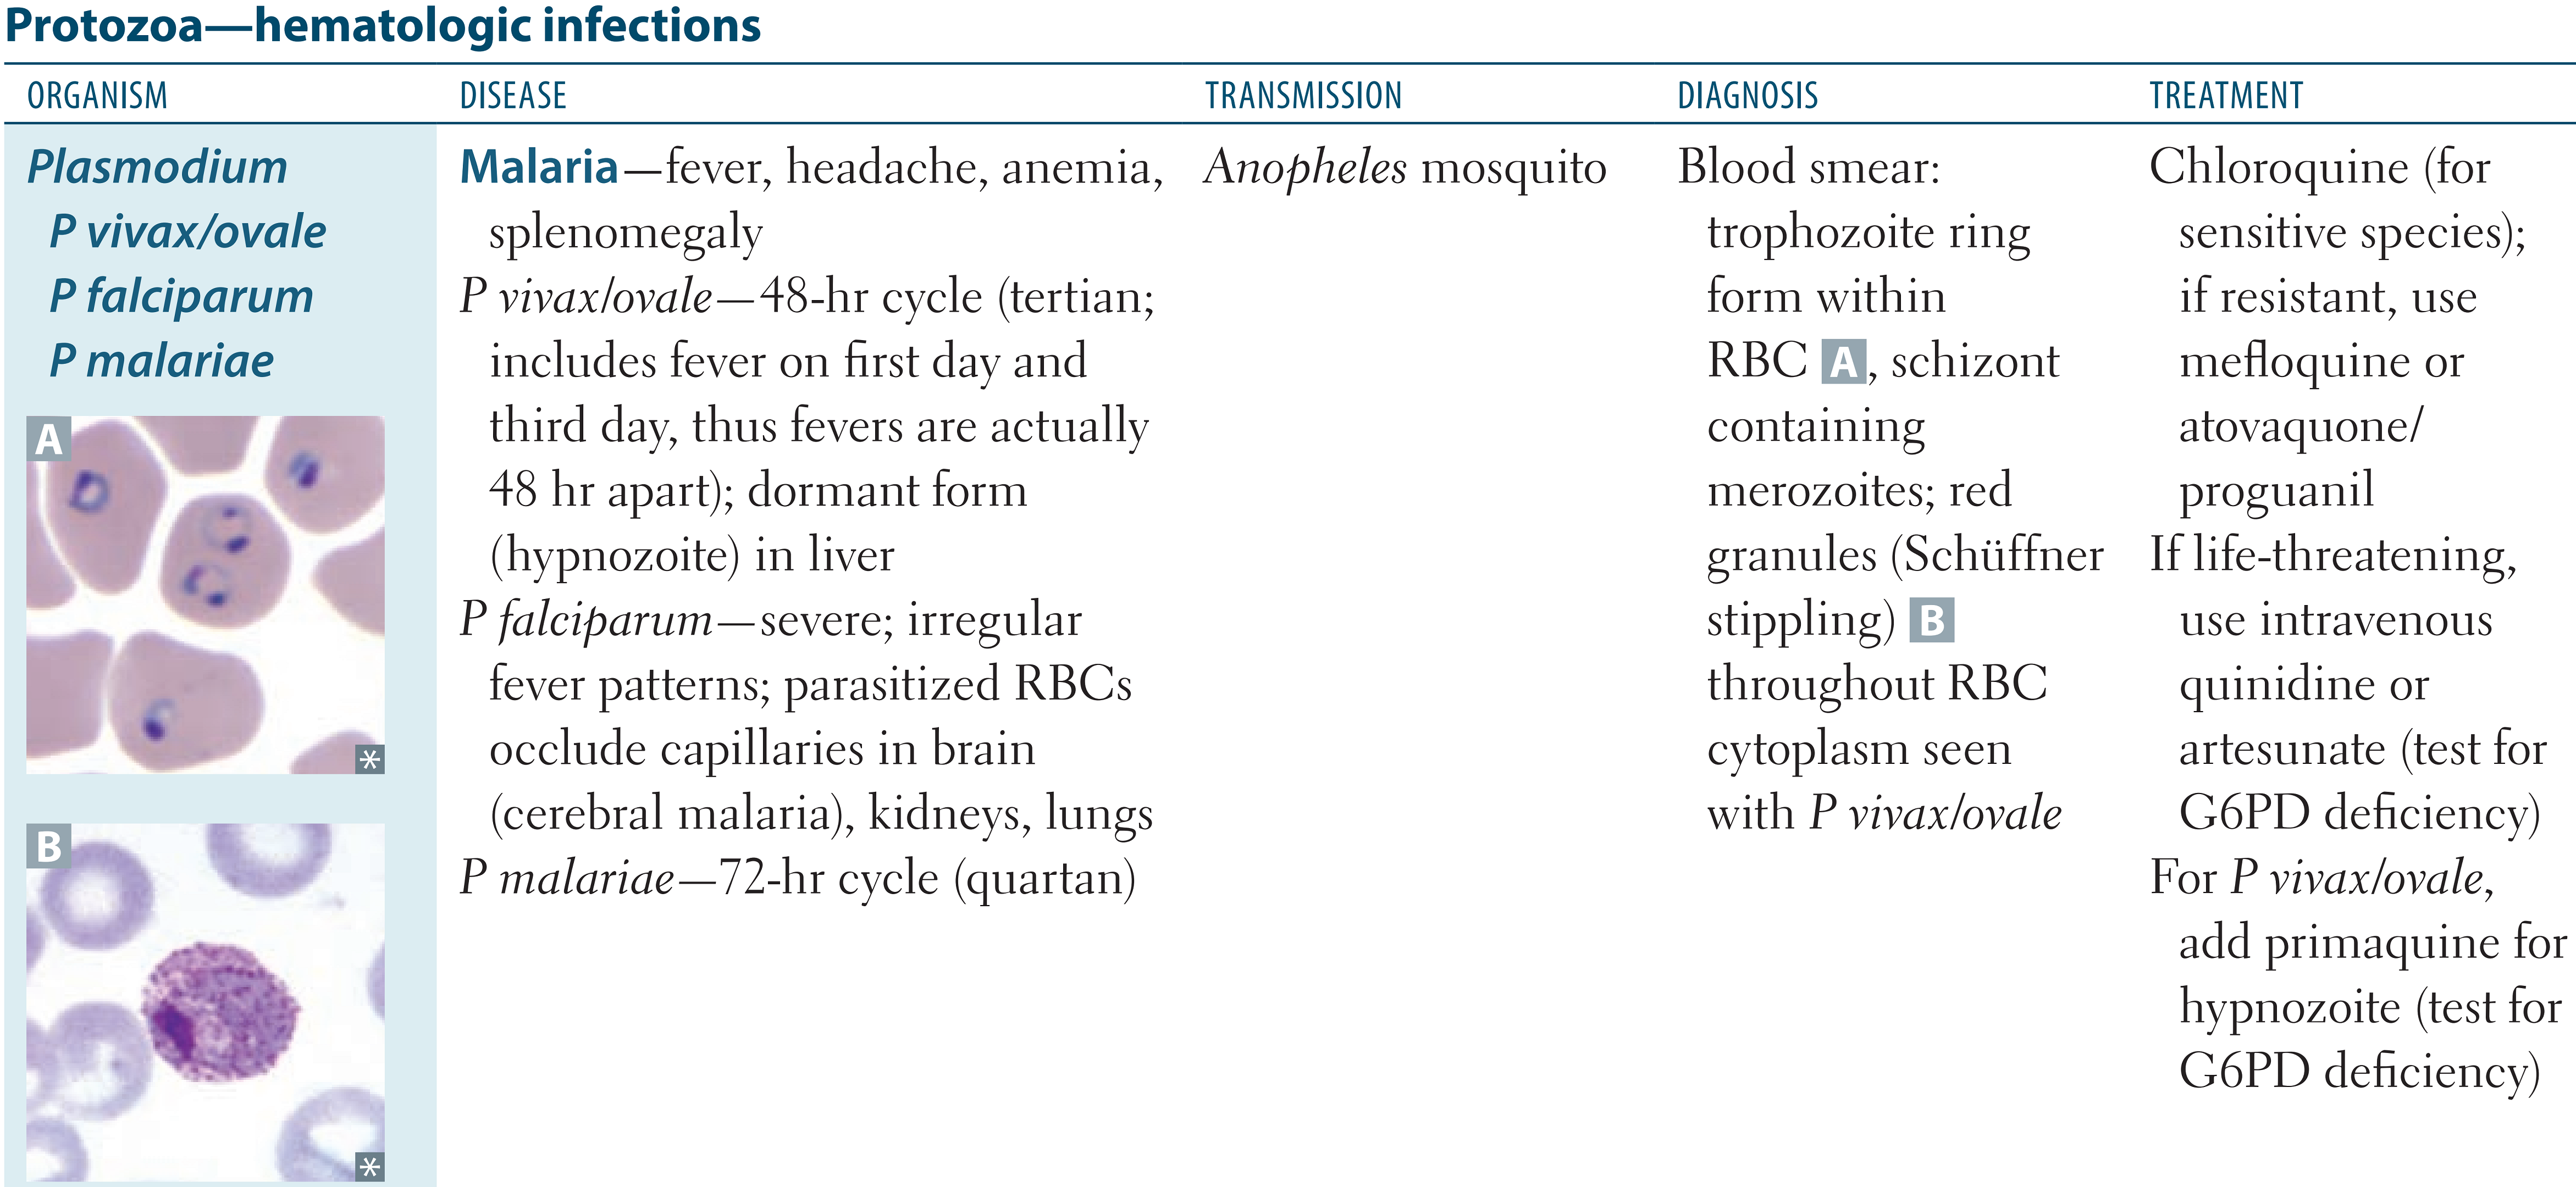 Protozoa—hematologic infections
ORGANISM
DISEASE
TRANSMISSION
DIAGNOSIS
TREATMENT
Plasmodium
P vivax/ovale
P falciparum
P malariae
A
*
B
*
Malaria—fever, headache, anemia,
splenomegaly
P vivax/ovale—48-hr cycle (tertian;
includes fever on first day and
third day, thus fevers are actually
48 hr apart); dormant form
(hypnozoite) in liver
P falciparum—severe; irregular
fever patterns; parasitized RBCs
occlude capillaries in brain
(cerebral malaria), kidneys, lungs
P malariae—72-hr cycle (quartan)
Anopheles mosquito
Blood smear:
trophozoite ring
form within
RBC A, schizont
containing
merozoites; red
granules (Schüffner
stippling) B
throughout RBC
cytoplasm seen
with P vivax/ovale
Chloroquine (for
sensitive species);
if resistant, use
mefloquine or
atovaquone/
proguanil
If life-threatening,
use intravenous
quinidine or
artesunate (test for
G6PD deficiency)
For P vivax/ovale,
add primaquine for
hypnozoite (test for
G6PD deficiency)